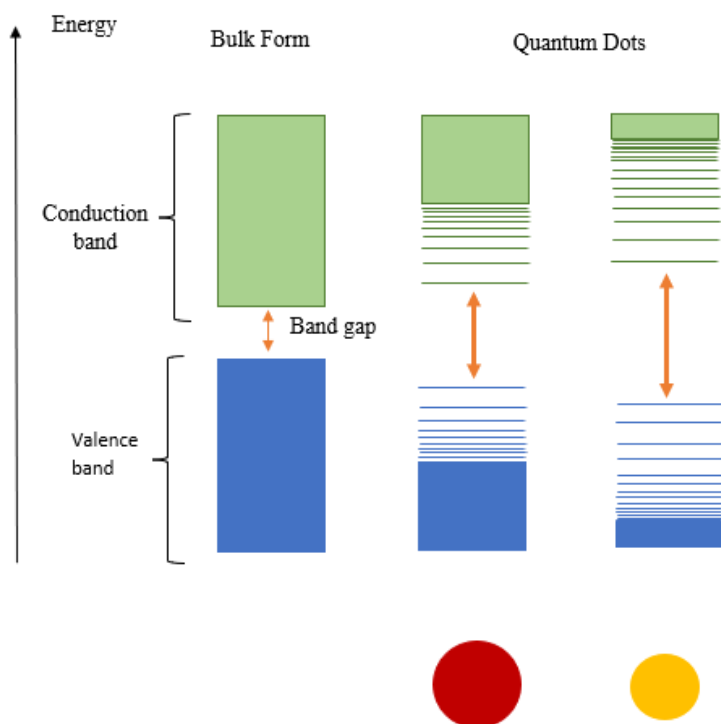 Energy
Bulk Form
Quantum Dots
Conduction
band
Band gap
Valence
band